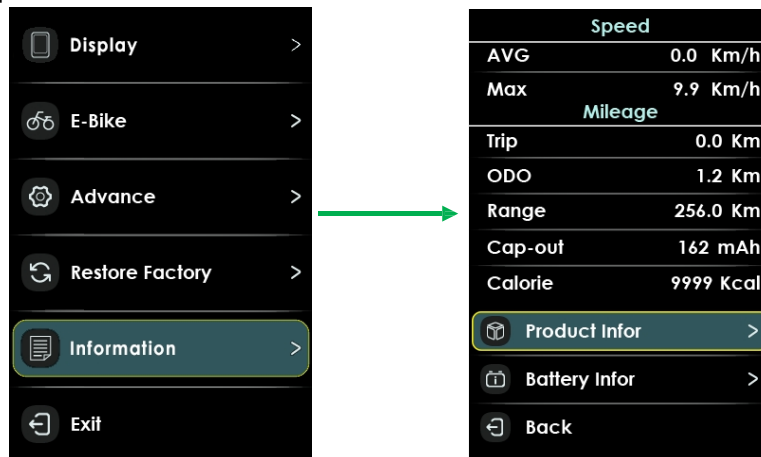 Display >
E-Bike >
Advance >
Restore Factory >
Information >
Exit
Speed
AVG 0.0 Km/h
Max 9.9 Km/h
Mileage
Trip 0.0 Km
ODO 1.2 Km
Range 256.0 Km
Cap-out 162 mAh
Calorie 9999 Kcal
Product Infor >
Battery Infor >
Back